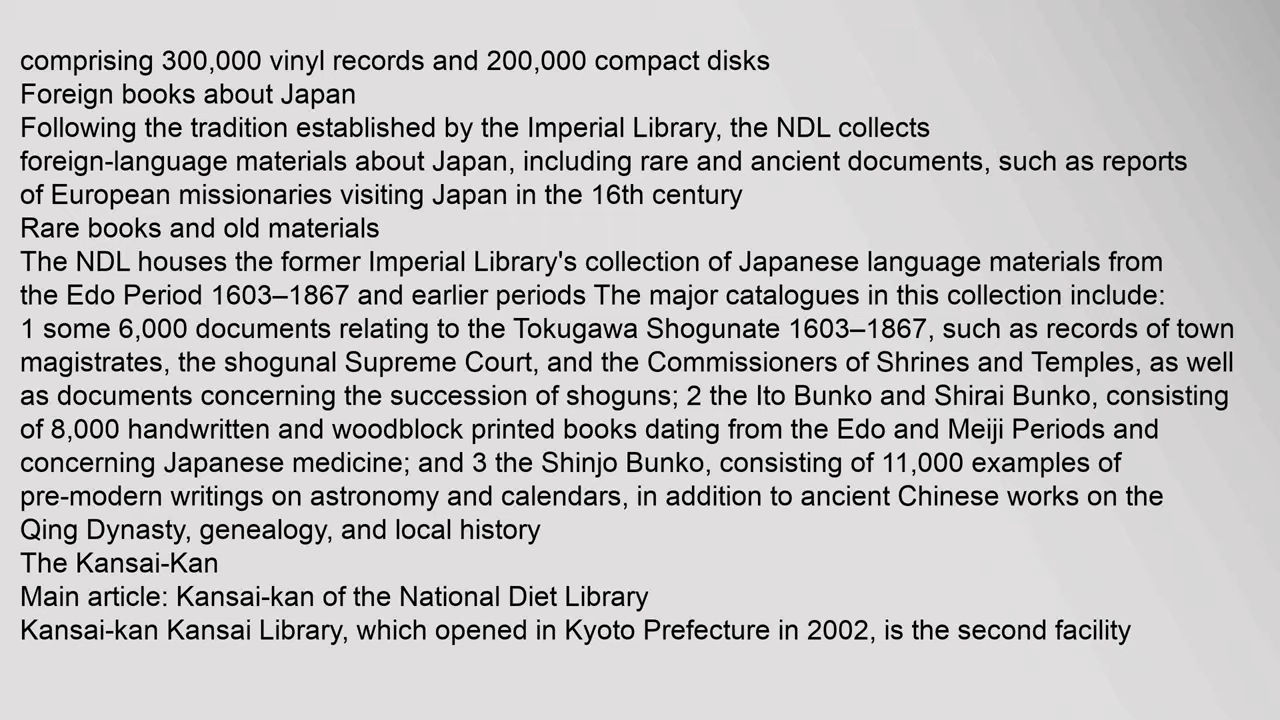 comprising 300,000 vinyl records and 200,000 compact disks
Foreign books about Japan
Following the tradition established by the Imperial Library, the NDL collects
foreign-language materials about Japan, including rare and ancient documents, such as reports
of European missionaries visiting Japan in the 16th century
Rare books and old materials
The NDL houses the former Imperial Library's collection of Japanese language materials from
the Edo Period 1603–1867 and earlier periods The major catalogues in this collection include:
1 some 6,000 documents relating to the Tokugawa Shogunate 1603–1867, such as records of town
magistrates, the shogunal Supreme Court, and the Commissioners of Shrines and Temples, as well
as documents concerning the succession of shoguns; 2 the Ito Bunko and Shirai Bunko, consisting
of 8,000 handwritten and woodblock printed books dating from the Edo and Meiji Periods and
concerning Japanese medicine; and 3 the Shinjo Bunko, consisting of 11,000 examples of
pre-modern writings on astronomy and calendars, in addition to ancient Chinese works on the
Qing Dynasty, genealogy, and local history
The Kansai-Kan
Main article: Kansai-kan of the National Diet Library
Kansai-kan Kansai Library, which opened in Kyoto Prefecture in 2002, is the second facility